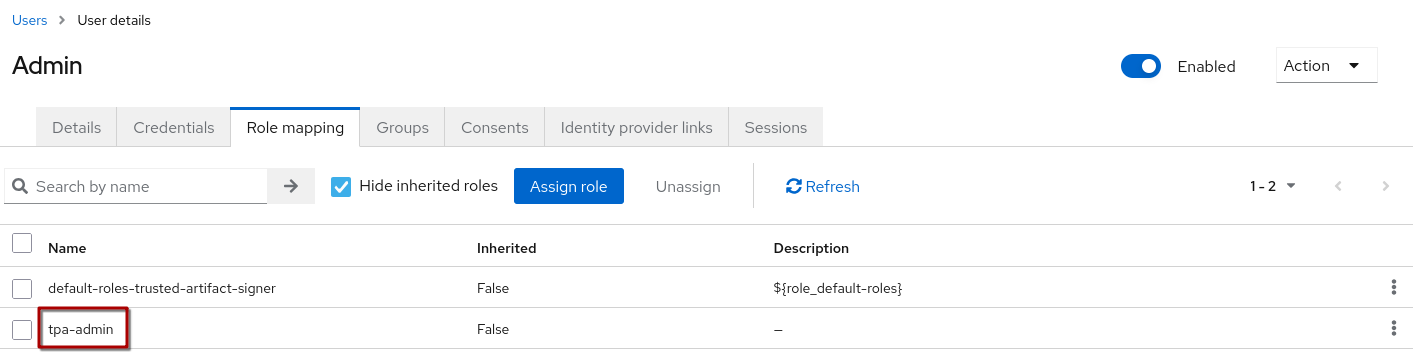 Users > User details
Admin
Enabled
Action
Details Credentials Role mapping Groups Consents Identity provider links Sessions
Search by name
Hide inherited roles
Assign role
Unassign
Refresh
1 - 2
Name Inherited Description
default-roles-trusted-artifact-signer False ${role_default-roles}
tpa-admin False —